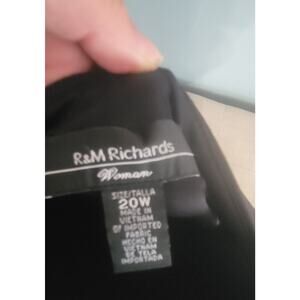 R&M Richards
Woman
SIZE/TALLA
20W
MADE IN
VIETNAM
OF IMPORTED
FABRIC
HECHO EN
VIETNAM
DE TELA
IMPORTADA